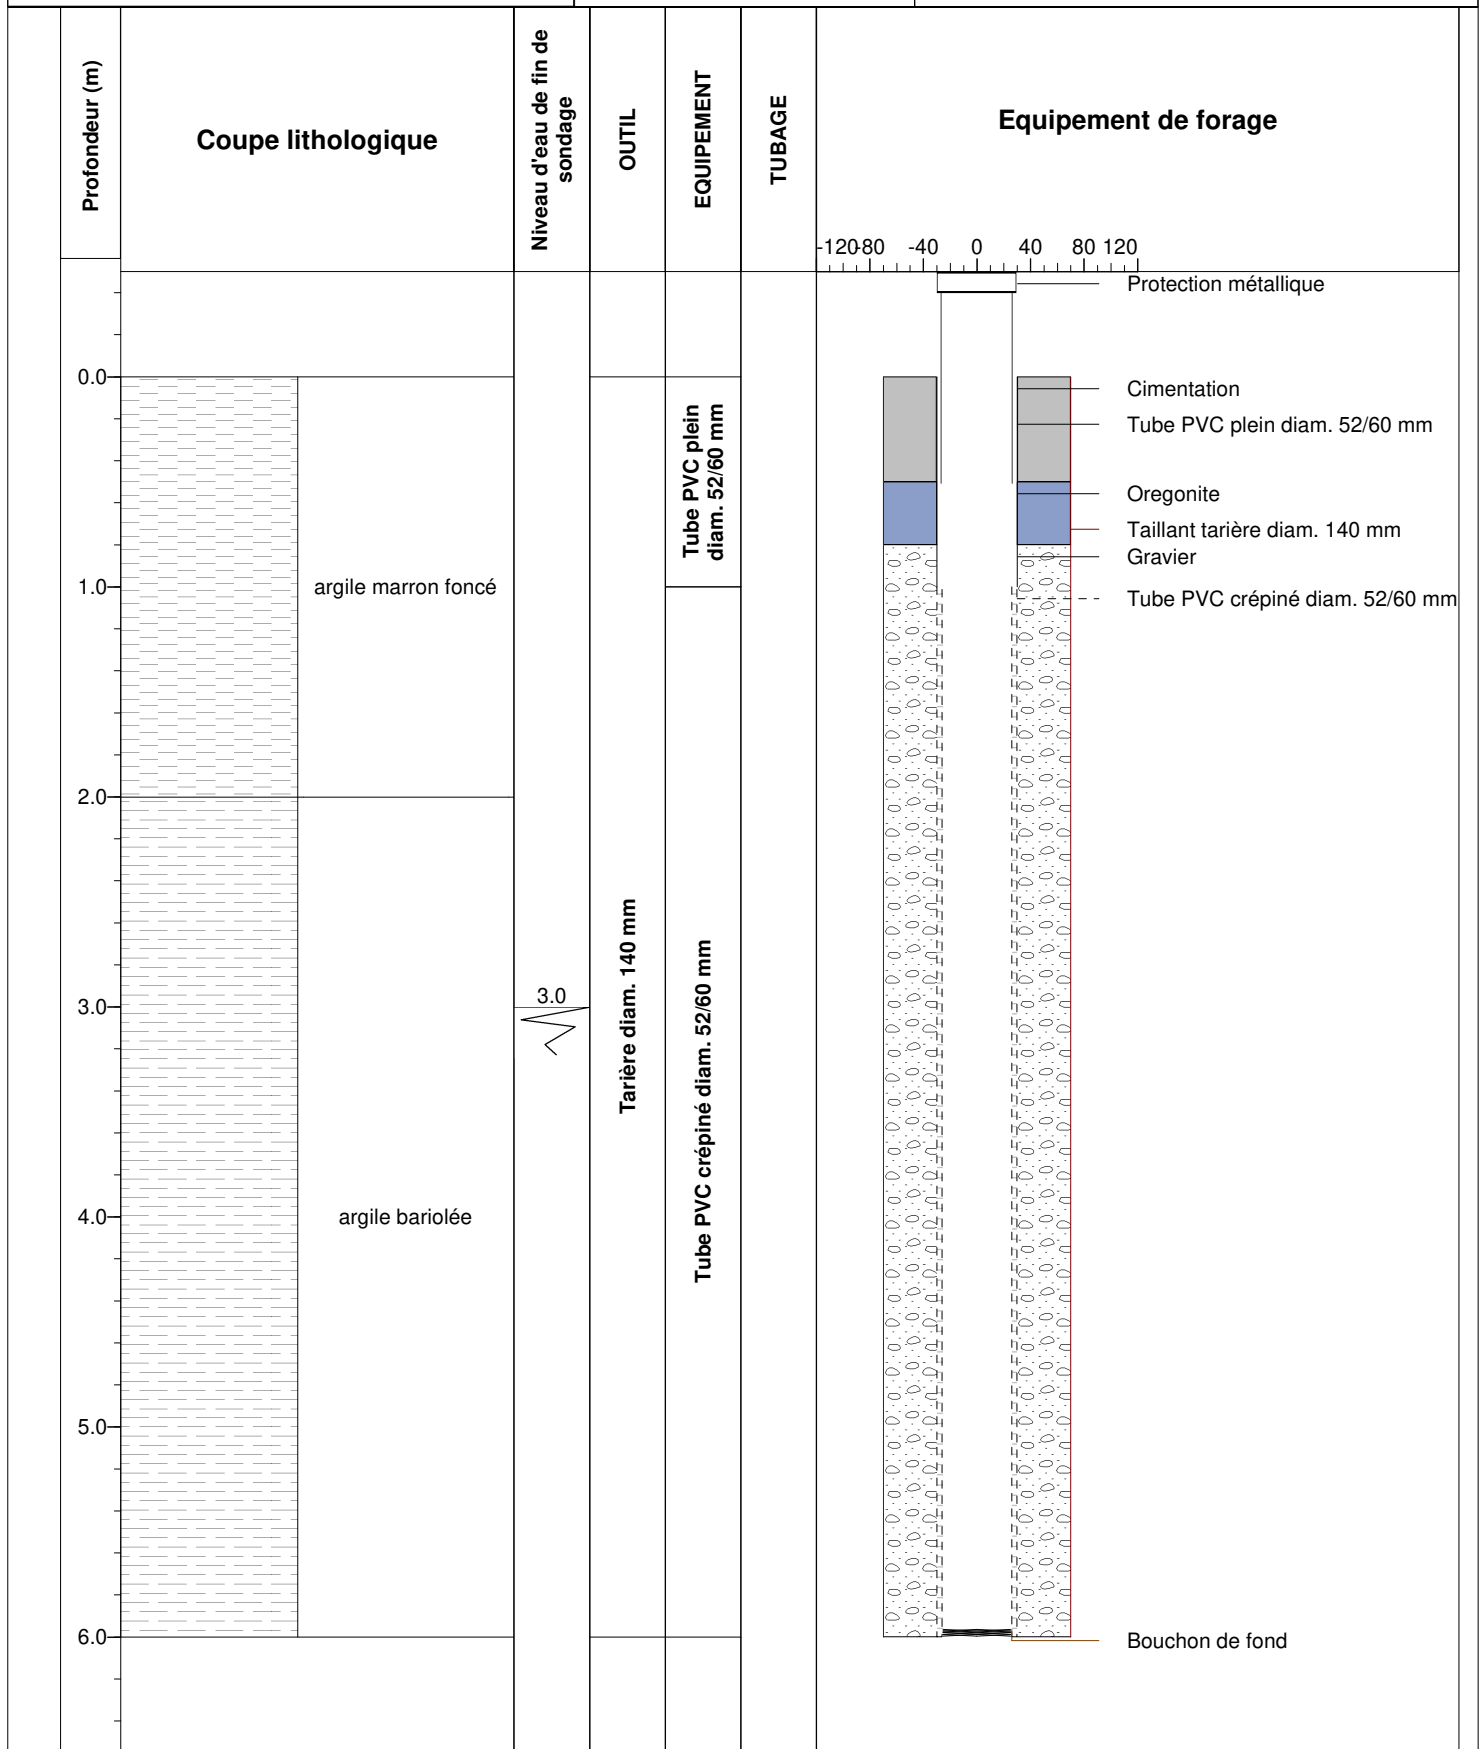 Profondeur (m)
Coupe lithologique
Niveau d'eau de fin de
sondage
OUTIL
EQUIPEMENT
TUBAGE
Equipement de forage
-120 -80 -40 0 40 80 120
Protection métallique
0.0
Cimentation
Tube PVC plein diam. 52/60 mm
Tube PVC plein
diam. 52/60 mm
Oregonite
Taillant tarière diam. 140 mm
Gravier
1.0
argile marron foncé
Tube PVC crépiné diam. 52/60 mm
2.0
3.0
3.0
Tarière diam. 140 mm
Tube PVC crépiné diam. 52/60 mm
4.0
argile bariolée
5.0
6.0
Bouchon de fond